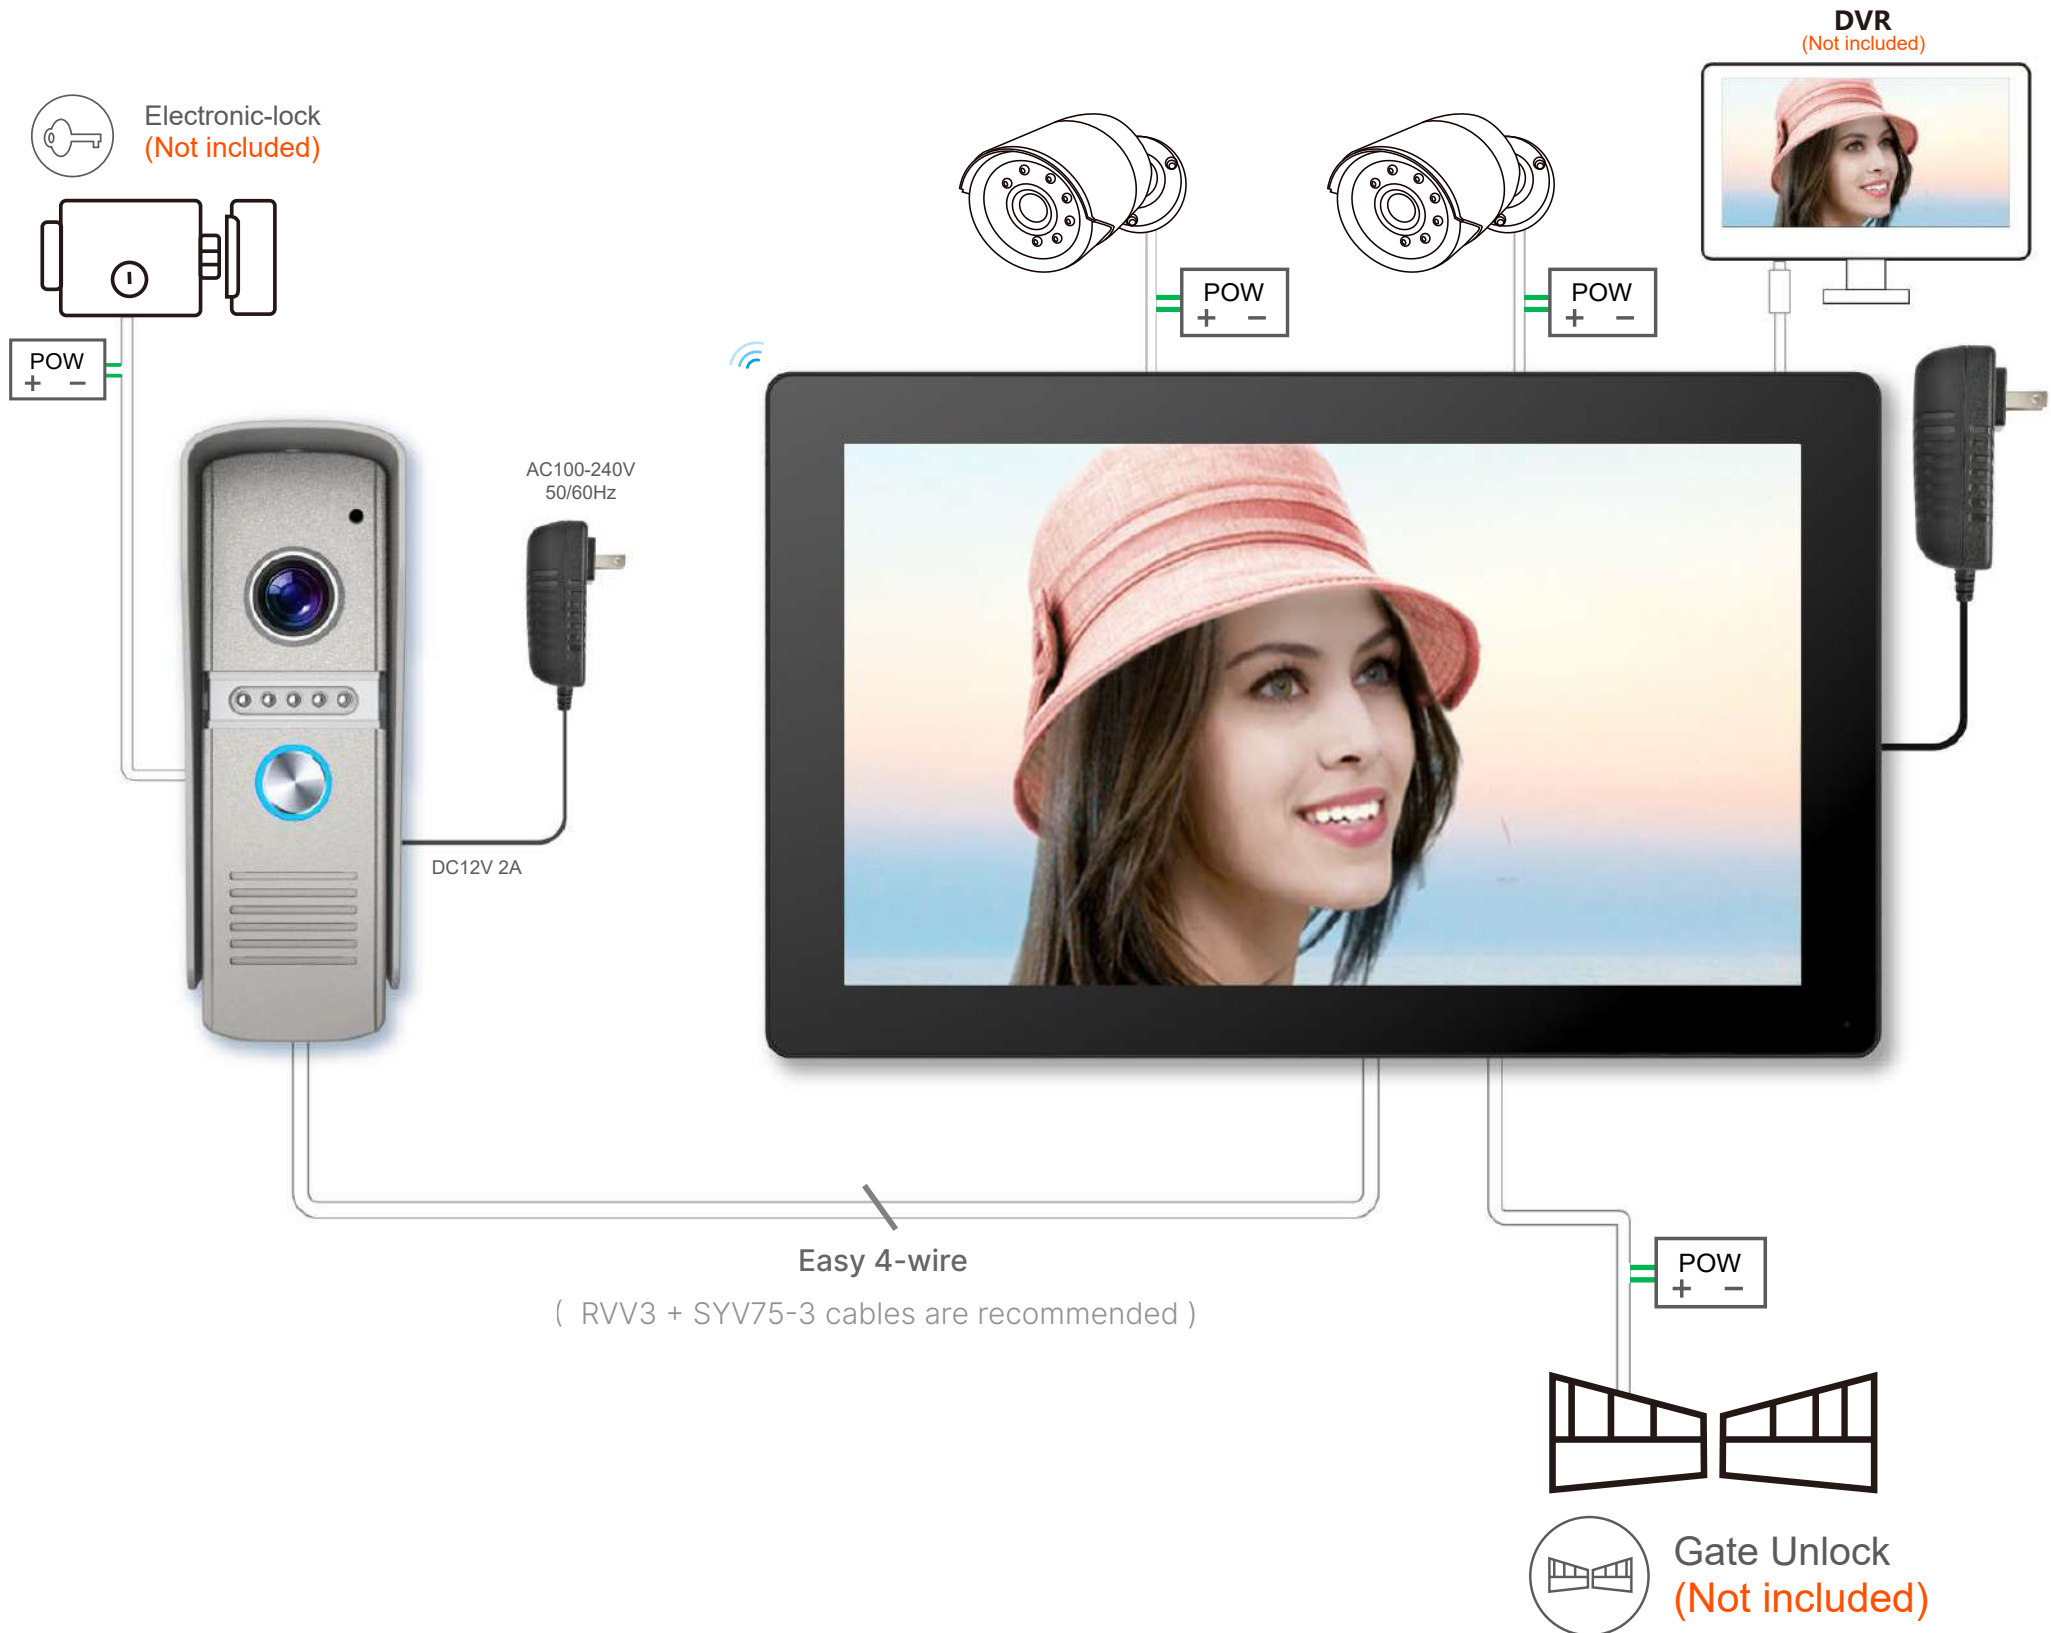 DVR
(Not included)
Electronic-lock
(Not included)
POW
+ −
POW
+ −
POW
+ −
AC100-240V
50/60Hz
DC12V 2A
Easy 4-wire
( RVV3 + SYV75-3 cables are recommended )
POW
+ −
Gate Unlock
(Not included)